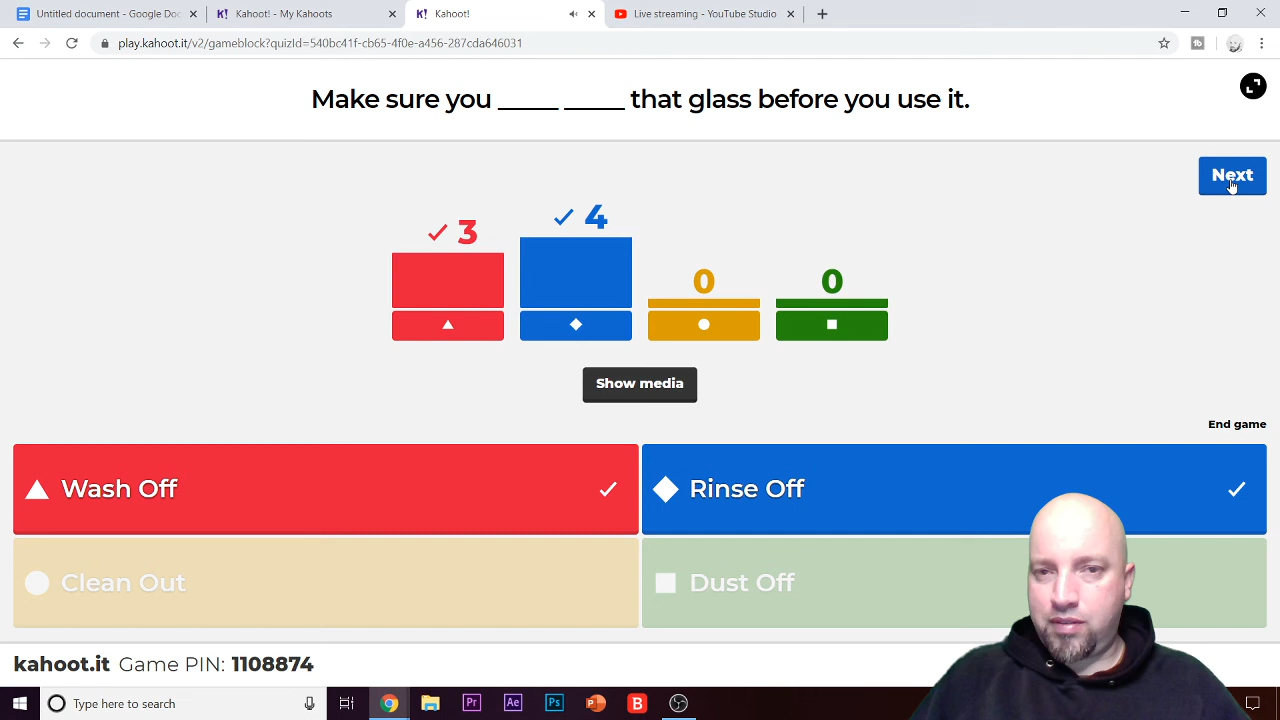 Untitled document - Google Doc
Kahoot! - My Kahoots
Kahoot!
Live streaming - YouTube Studio
play.kahoot.it/v2/gameblock?quizId=540bc41f-cb65-4f0e-a456-287cda646031
Make sure you _____ _____ that glass before you use it.
Next
3
4
0
0
Show media
End game
Wash Off
Rinse Off
Clean Out
Dust Off
kahoot.it Game PIN: 1108874
Type here to search